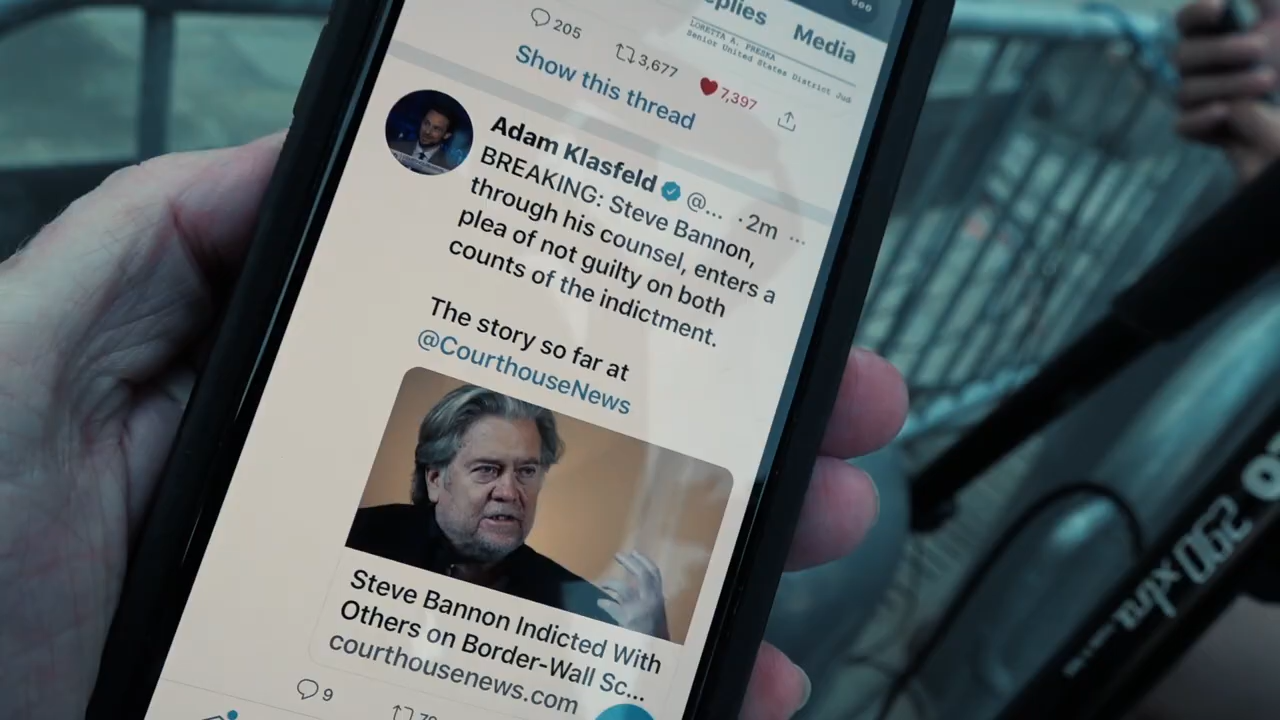 eplies
Media
LORETTA A. PRESKA
Senior United States District Jud
205
3,677
7,397
Show this thread
Adam Klasfeld @... · 2m ...
BREAKING: Steve Bannon,
through his counsel, enters a
plea of not guilty on both
counts of the indictment.
The story so far at
@CourthouseNews
Steve Bannon Indicted With
Others on Border-Wall Sc...
courthousenews.com
9